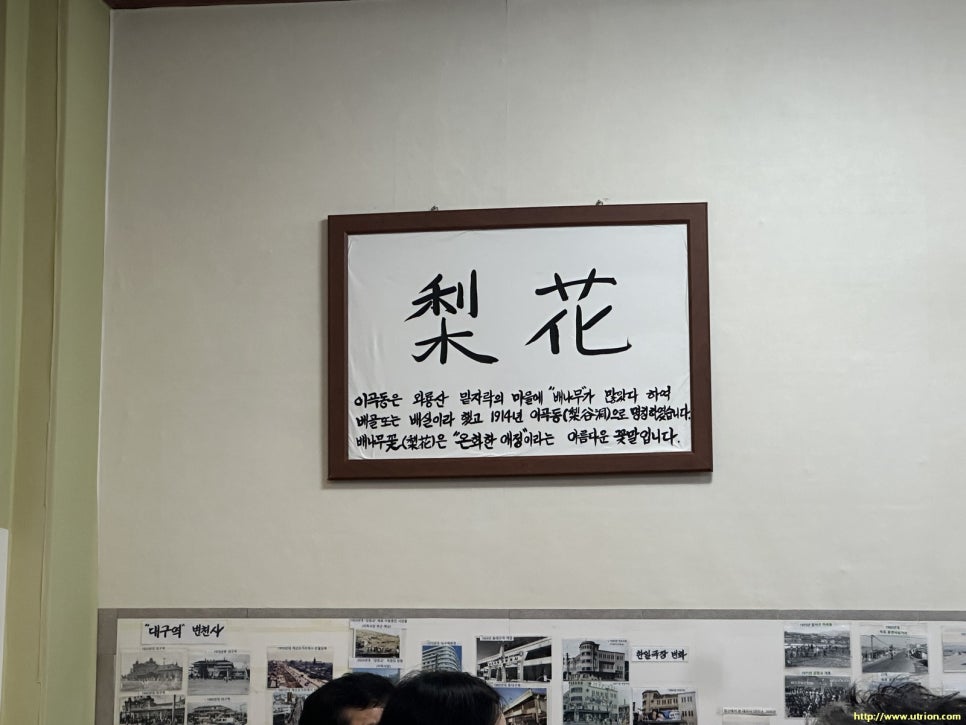 梨花
이곡동은 와룡산 밑자락의 마을에 "배나무"가 많았다 하여
배골또는 배실이라 했고 1914년 이곡동(梨谷洞)으로 명칭하였습니다.
배나무꽃(梨花)은 "온화한 애정"이라는 아름다운 꽃말입니다.
"대구역" 변천사
한일극장 변화
http://www.utrion.com